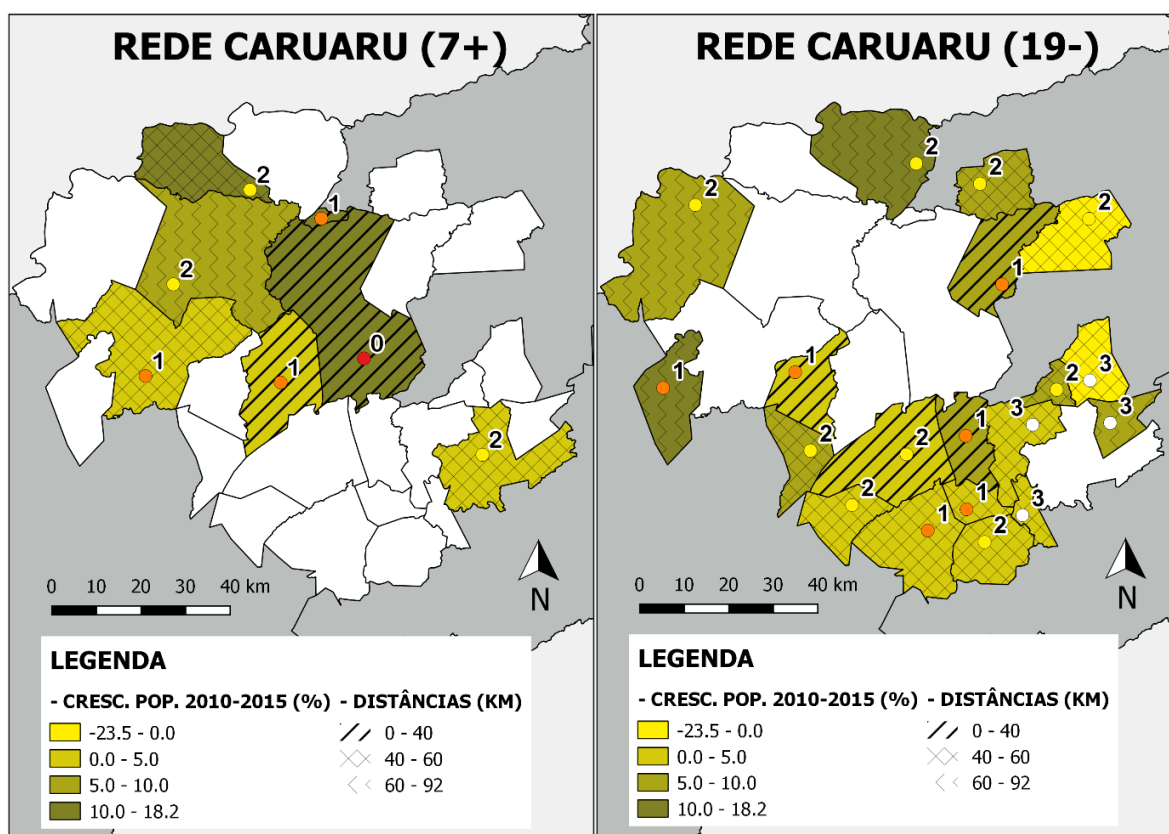 REDE CARUARU (7+)
2
1
2
0
1
1
2
0 10 20 30 40 km
N
LEGENDA
- CRESC. POP. 2010-2015 (%) - DISTÂNCIAS (KM)
-23.5 - 0.0 0 - 40
0.0 - 5.0 40 - 60
5.0 - 10.0 60 - 92
10.0 - 18.2
REDE CARUARU (19-)
2
2
2
2
1
3
1
1
2
3
3
1
2
2
2
1
3
1
2
0 10 20 30 40 km
N
LEGENDA
- CRESC. POP. 2010-2015 (%) - DISTÂNCIAS (KM)
-23.5 - 0.0 0 - 40
0.0 - 5.0 40 - 60
5.0 - 10.0 60 - 92
10.0 - 18.2